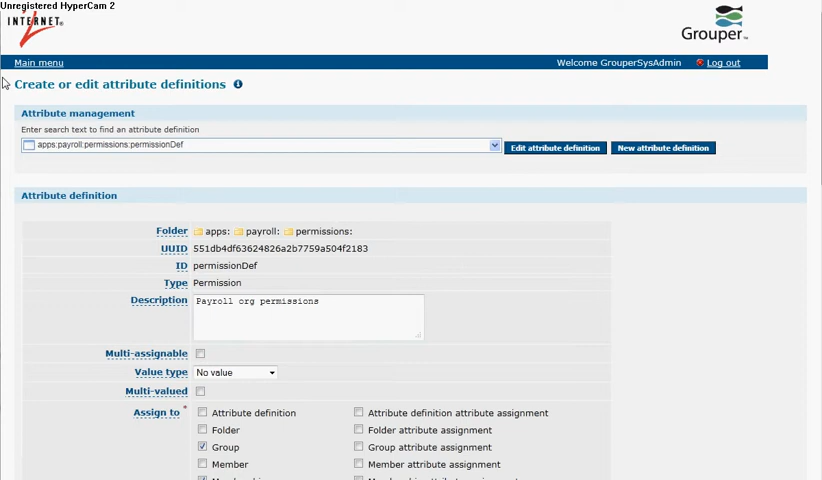 Unregistered HyperCam 2
INTERNET®
Grouper™
Main menu
Welcome GrouperSysAdmin
Log out
Create or edit attribute definitions
Attribute management
Enter search text to find an attribute definition
apps:payroll:permissions:permissionDef
Edit attribute definition
New attribute definition
Attribute definition
Folder apps: payroll: permissions:
UUID 551db4df63624826a2b7759a504f2183
ID permissionDef
Type Permission
Description Payroll org permissions
Multi-assignable
Value type No value
Multi-valued
Assign to * Attribute definition Attribute definition attribute assignment
Folder Folder attribute assignment
Group Group attribute assignment
Member Member attribute assignment